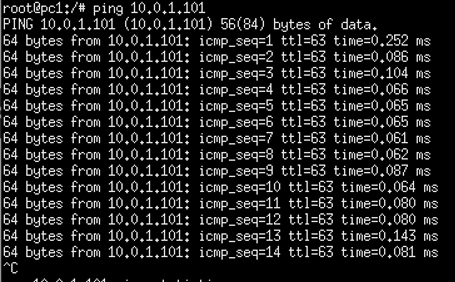 root@pc1:/# ping 10.0.1.101
PING 10.0.1.101 (10.0.1.101) 56(84) bytes of data.
64 bytes from 10.0.1.101: icmp_seq=1 ttl=63 time=0.252 ms
64 bytes from 10.0.1.101: icmp_seq=2 ttl=63 time=0.086 ms
64 bytes from 10.0.1.101: icmp_seq=3 ttl=63 time=0.104 ms
64 bytes from 10.0.1.101: icmp_seq=4 ttl=63 time=0.066 ms
64 bytes from 10.0.1.101: icmp_seq=5 ttl=63 time=0.065 ms
64 bytes from 10.0.1.101: icmp_seq=6 ttl=63 time=0.065 ms
64 bytes from 10.0.1.101: icmp_seq=7 ttl=63 time=0.061 ms
64 bytes from 10.0.1.101: icmp_seq=8 ttl=63 time=0.062 ms
64 bytes from 10.0.1.101: icmp_seq=9 ttl=63 time=0.087 ms
64 bytes from 10.0.1.101: icmp_seq=10 ttl=63 time=0.064 ms
64 bytes from 10.0.1.101: icmp_seq=11 ttl=63 time=0.080 ms
64 bytes from 10.0.1.101: icmp_seq=12 ttl=63 time=0.080 ms
64 bytes from 10.0.1.101: icmp_seq=13 ttl=63 time=0.143 ms
64 bytes from 10.0.1.101: icmp_seq=14 ttl=63 time=0.081 ms
^C